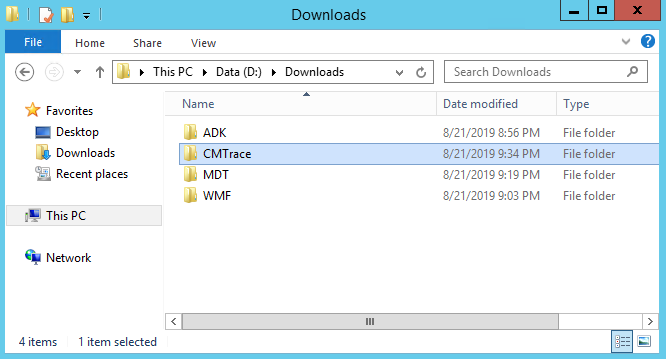 Downloads
File Home Share View
This PC Data (D:) Downloads
Search Downloads
Name Date modified Type
Favorites
Desktop
Downloads
Recent places
This PC
Network
ADK 8/21/2019 8:56 PM File folder
CMTrace 8/21/2019 9:34 PM File folder
MDT 8/21/2019 9:19 PM File folder
WMF 8/21/2019 9:03 PM File folder
4 items 1 item selected